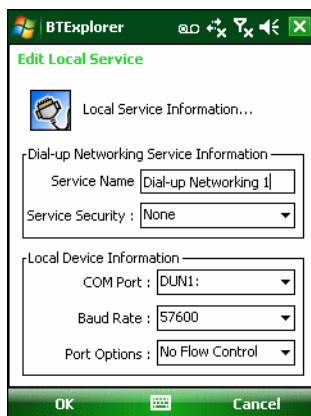 BTExplorer
Edit Local Service
Local Service Information...
Dial-up Networking Service Information
Service Name Dial-up Networking 1
Service Security : None
Local Device Information
COM Port : DUN1:
Baud Rate : 57600
Port Options : No Flow Control
OK Cancel